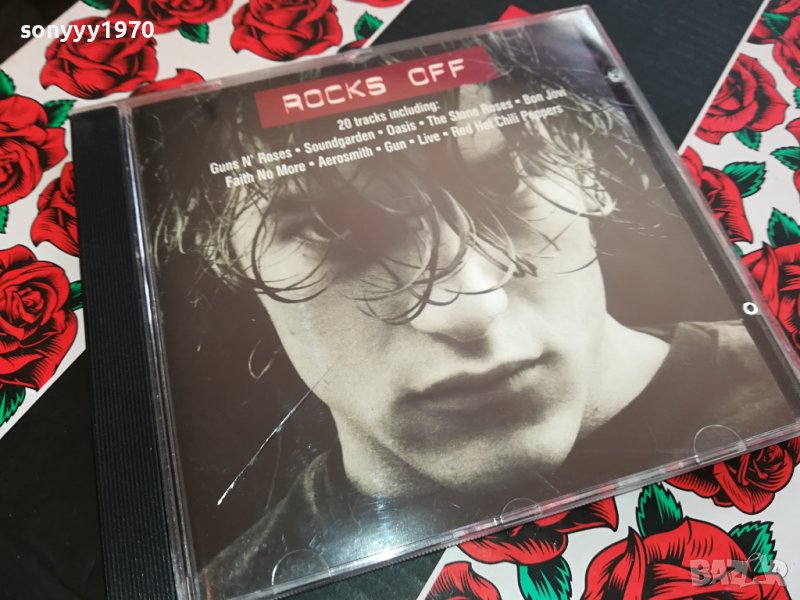 sonyyy1970
ROCKS OFF
20 tracks including:
Guns N' Roses • Soundgarden • Oasis • The Stone Roses • Bon Jovi
Faith No More • Aerosmith • Gun • Live • Red Hot Chili Peppers
BAZAR